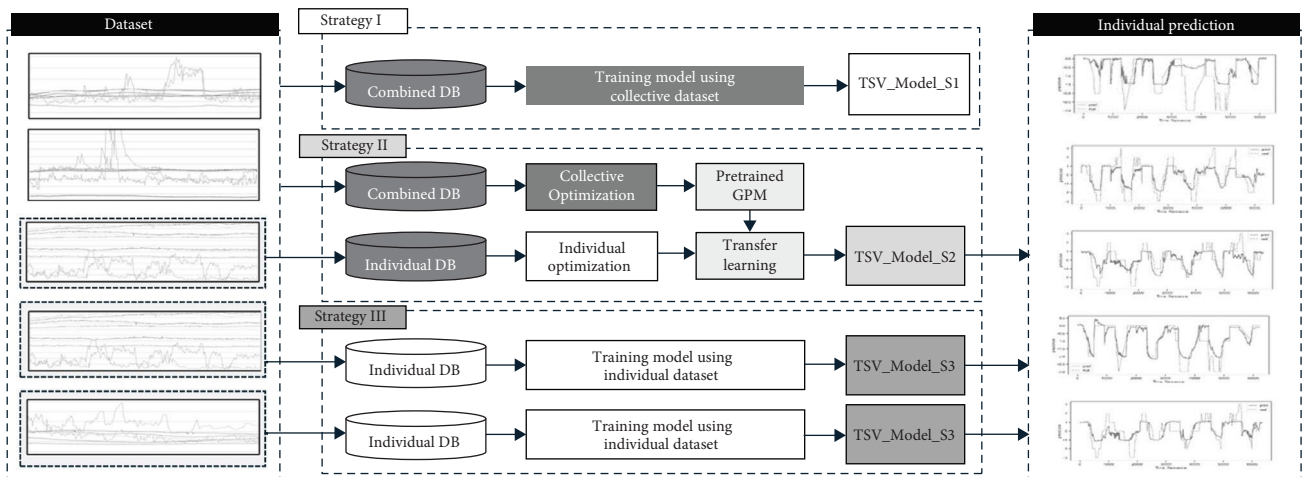 Dataset
Strategy I
Individual prediction
Combined DB
Training model using
collective dataset
TSV_Model_S1
Strategy II
Combined DB
Collective
Optimization
Pretrained
GPM
Individual DB
Individual
optimization
Transfer
learning
TSV_Model_S2
Strategy III
Individual DB
Training model using
individual dataset
TSV_Model_S3
Individual DB
Training model using
individual dataset
TSV_Model_S3